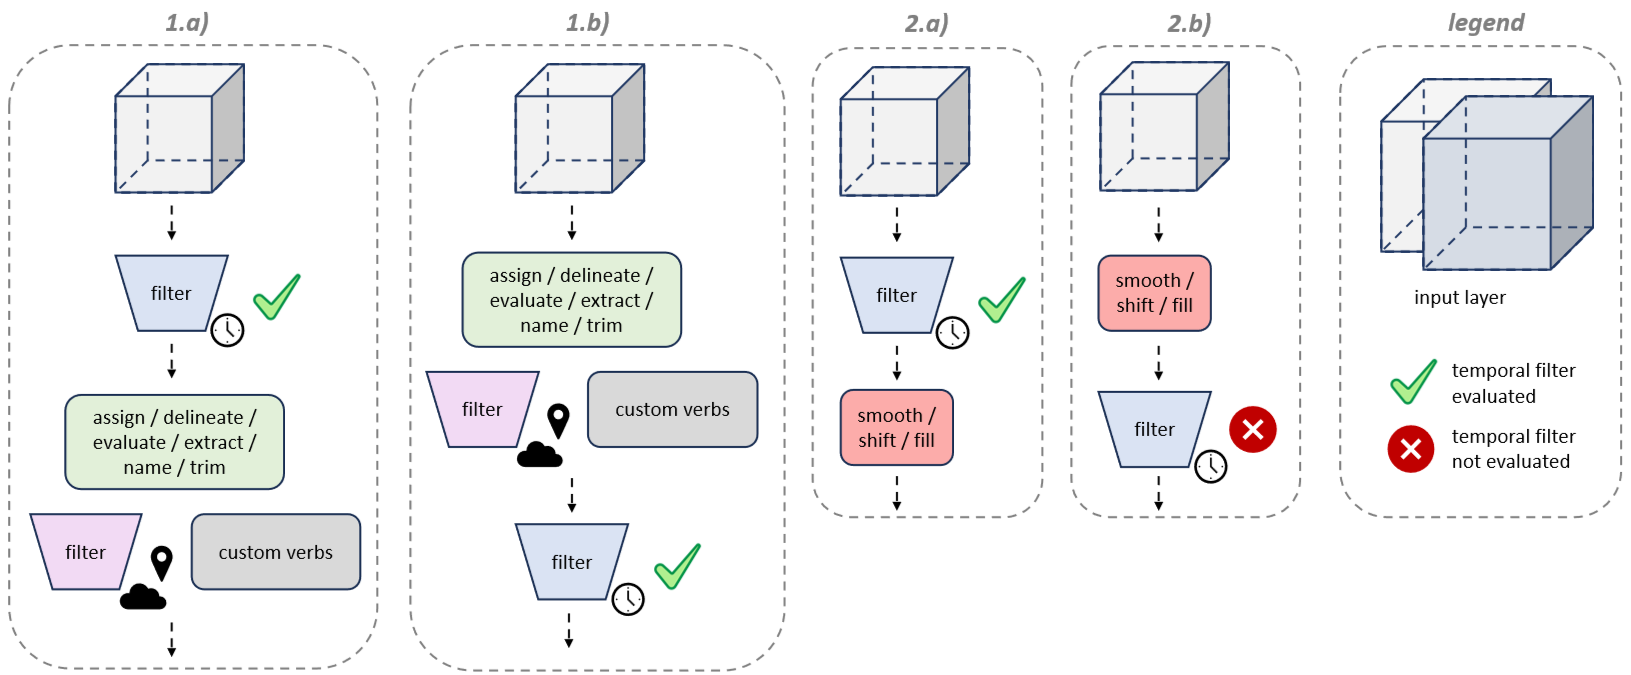 1.a)
filter
assign / delineate /
evaluate / extract /
name / trim
filter
custom verbs
1.b)
assign / delineate /
evaluate / extract /
name / trim
filter
custom verbs
filter
2.a)
filter
smooth /
shift / fill
2.b)
smooth /
shift / fill
filter
legend
input layer
temporal filter
evaluated
temporal filter
not evaluated